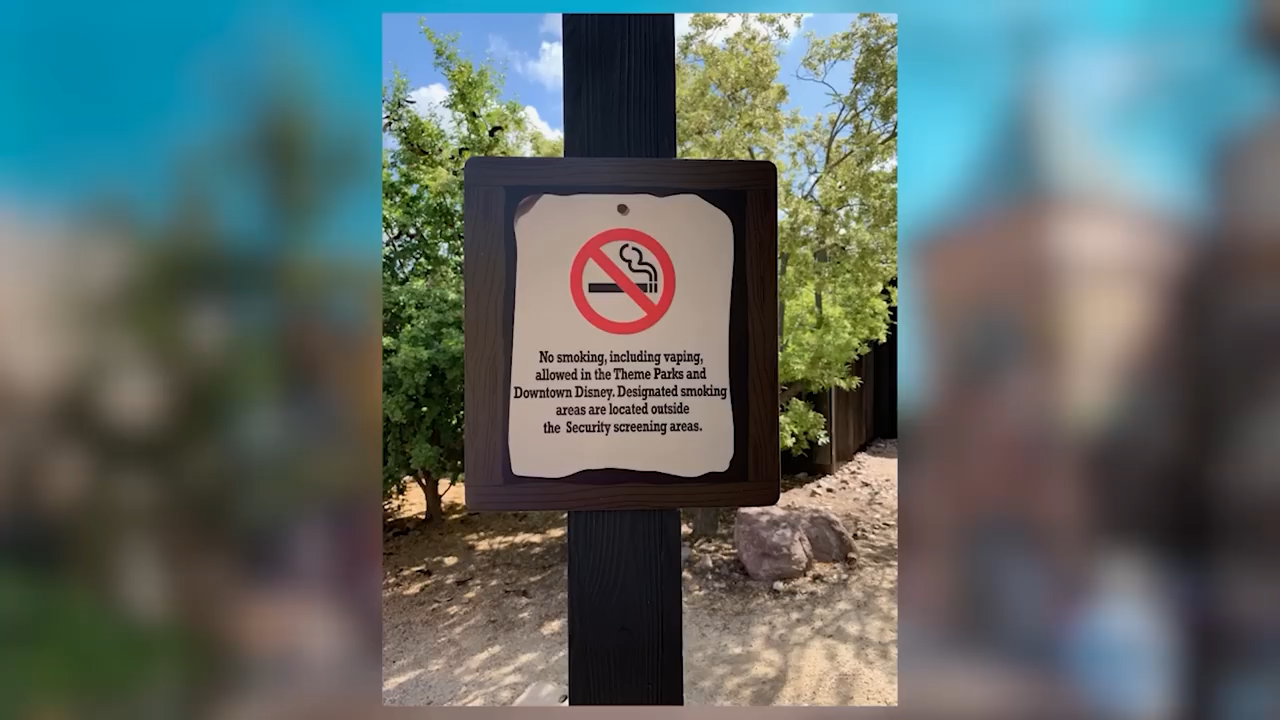 No smoking, including vaping,
allowed in the Theme Parks and
Downtown Disney. Designated smoking
areas are located outside
the Security screening areas.